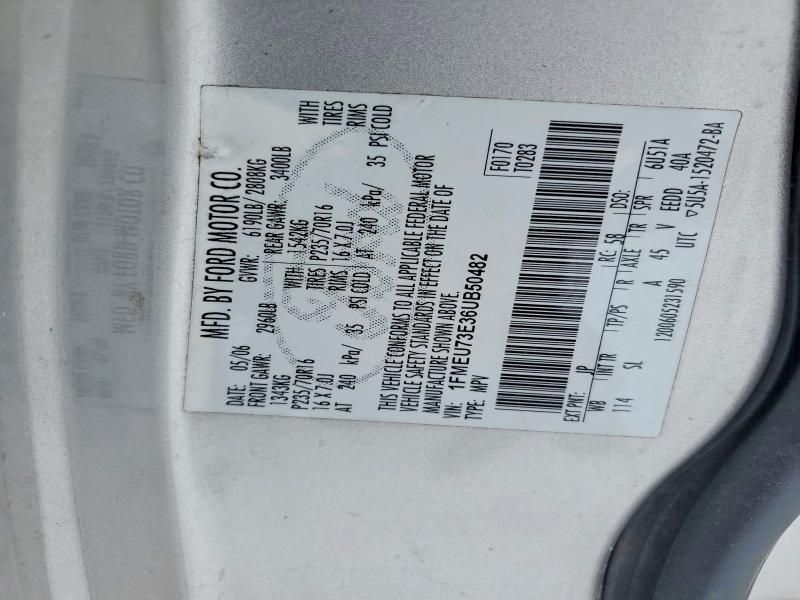 MFD. BY FORD MOTOR CO.
DATE: 05/06 GVWR: 6190LB/ 2808KG
FRONT GAWR: 2960LB REAR GAWR: 3400LB
1343KG WITH 1542KG WITH
P235/70R16 TIRES P235/70R16 TIRES
16 X 7.0J RIMS 16 X 7.0J RIMS
AT 240 kPa/ 35 PSI COLD AT 240 kPa/ 35 PSI COLD
THIS VEHICLE CONFORMS TO ALL APPLICABLE FEDERAL MOTOR
VEHICLE SAFETY STANDARDS IN EFFECT ON THE DATE OF
MANUFACTURE SHOWN ABOVE.
VIN: 1FMEU73E36UB50482 F0170
TYPE: MPV T0283
EXT PNT: JP RC: 5B DSO:
WB INT TR TP/PS R AXLE TR SPR 6U51A
114 SL A 45 V EEDD 40A
1200605231590 UTC ▽5U5A-1520472-BA